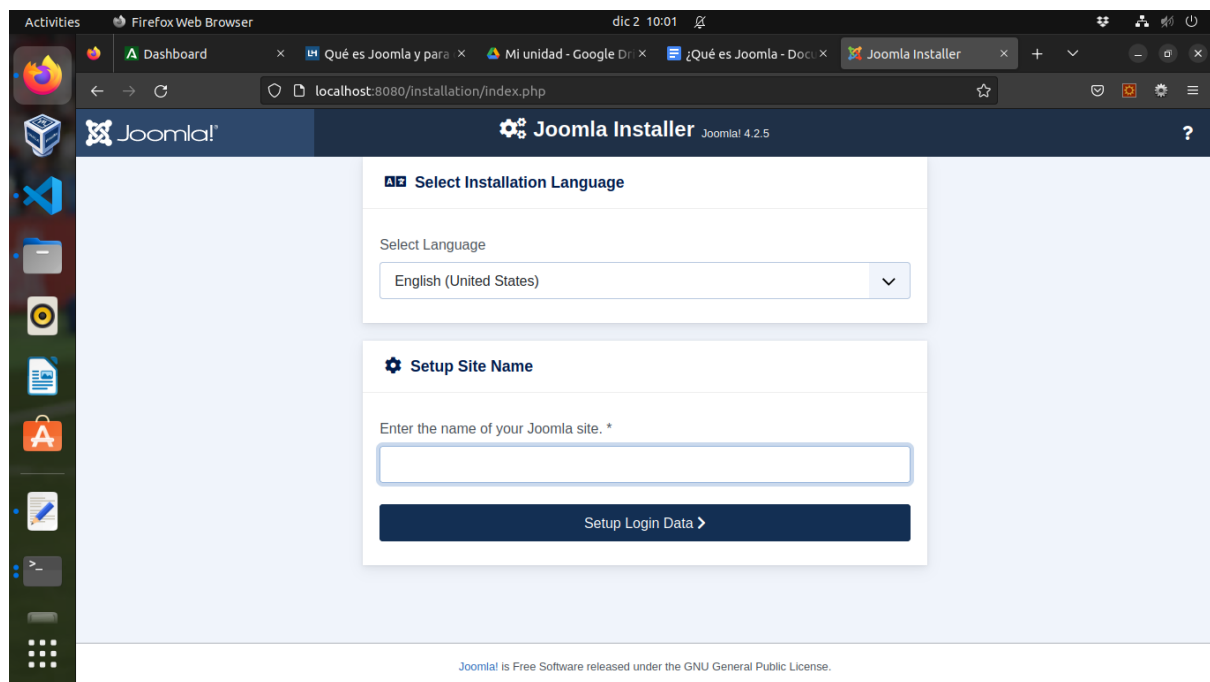 Activities Firefox Web Browser dic 2 10:01
Dashboard Qué es Joomla y para Mi unidad - Google Dri ¿Qué es Joomla - Docu Joomla Installer
localhost:8080/installation/index.php
Joomla!® Joomla Installer Joomla! 4.2.5 ?
Select Installation Language
Select Language
English (United States)
Setup Site Name
Enter the name of your Joomla site. *
Setup Login Data
Joomla! is Free Software released under the GNU General Public License.